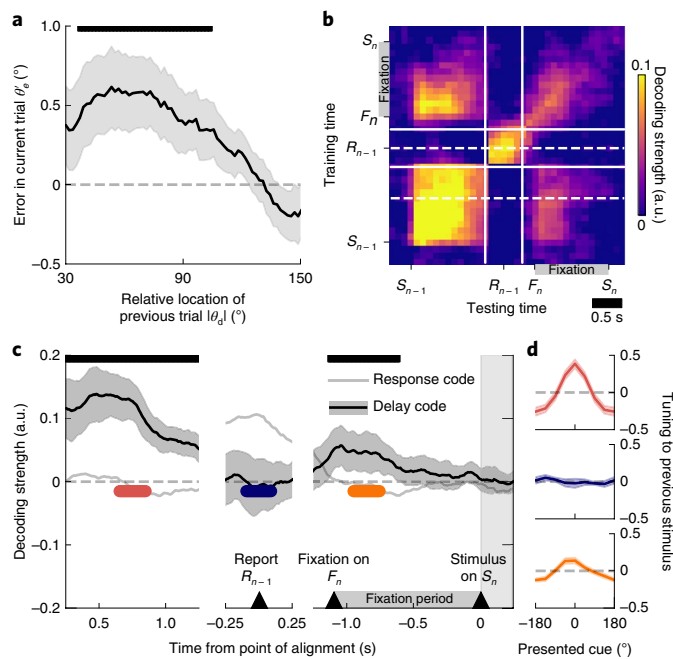 a
Error in current trial θ′e (°)
1.0
0.5
0
−0.5
30
90
150
Relative location of
previous trial |θd| (°)
b
Training time
Sn
Fixation
Fn
Rn−1
Sn−1
Sn−1
Rn−1
Fixation
Fn
Sn
Testing time
0.5 s
0.1
Decoding strength (a.u.)
0
c
Decoding strength (a.u.)
0.2
0.1
0
−0.1
−0.2
Response code
Delay code
Report
Rn−1
Fixation on
Fn
Stimulus
on Sn
Fixation period
0.5
1.0
−0.25
0.25
−1.0
−0.5
0
Time from point of alignment (s)
d
0.5
0
−0.5
0.5
0
−0.5
0.5
0
−0.5
Tuning to previous stimulus
−180
0
180
Presented cue (°)